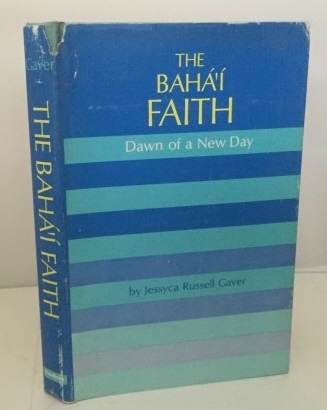 THE
BAHÁ'Í
FAITH
Dawn of a New Day
by Jessyca Russell Gaver
Gaver
THE BAHÁ'Í FAITH